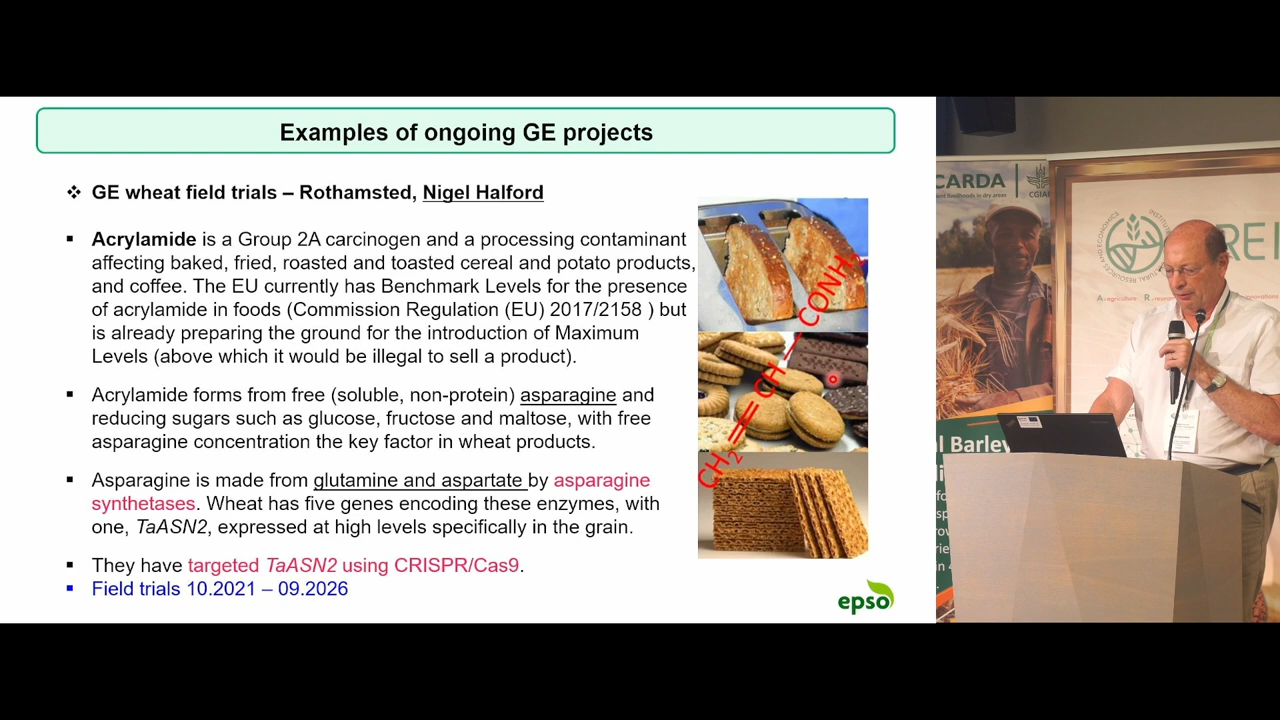 Examples of ongoing GE projects
❖ GE wheat field trials – Rothamsted, Nigel Halford
▪ Acrylamide is a Group 2A carcinogen and a processing contaminant
affecting baked, fried, roasted and toasted cereal and potato products,
and coffee. The EU currently has Benchmark Levels for the presence
of acrylamide in foods (Commission Regulation (EU) 2017/2158 ) but
is already preparing the ground for the introduction of Maximum
Levels (above which it would be illegal to sell a product).
▪ Acrylamide forms from free (soluble, non-protein) asparagine and
reducing sugars such as glucose, fructose and maltose, with free
asparagine concentration the key factor in wheat products.
▪ Asparagine is made from glutamine and aspartate by asparagine
synthetases. Wheat has five genes encoding these enzymes, with
one, TaASN2, expressed at high levels specifically in the grain.
▪ They have targeted TaASN2 using CRISPR/Cas9.
▪ Field trials 10.2021 – 09.2026
CH₂ ═ CH — CONH
epso
CARDA
CGIA
REI
l Barley